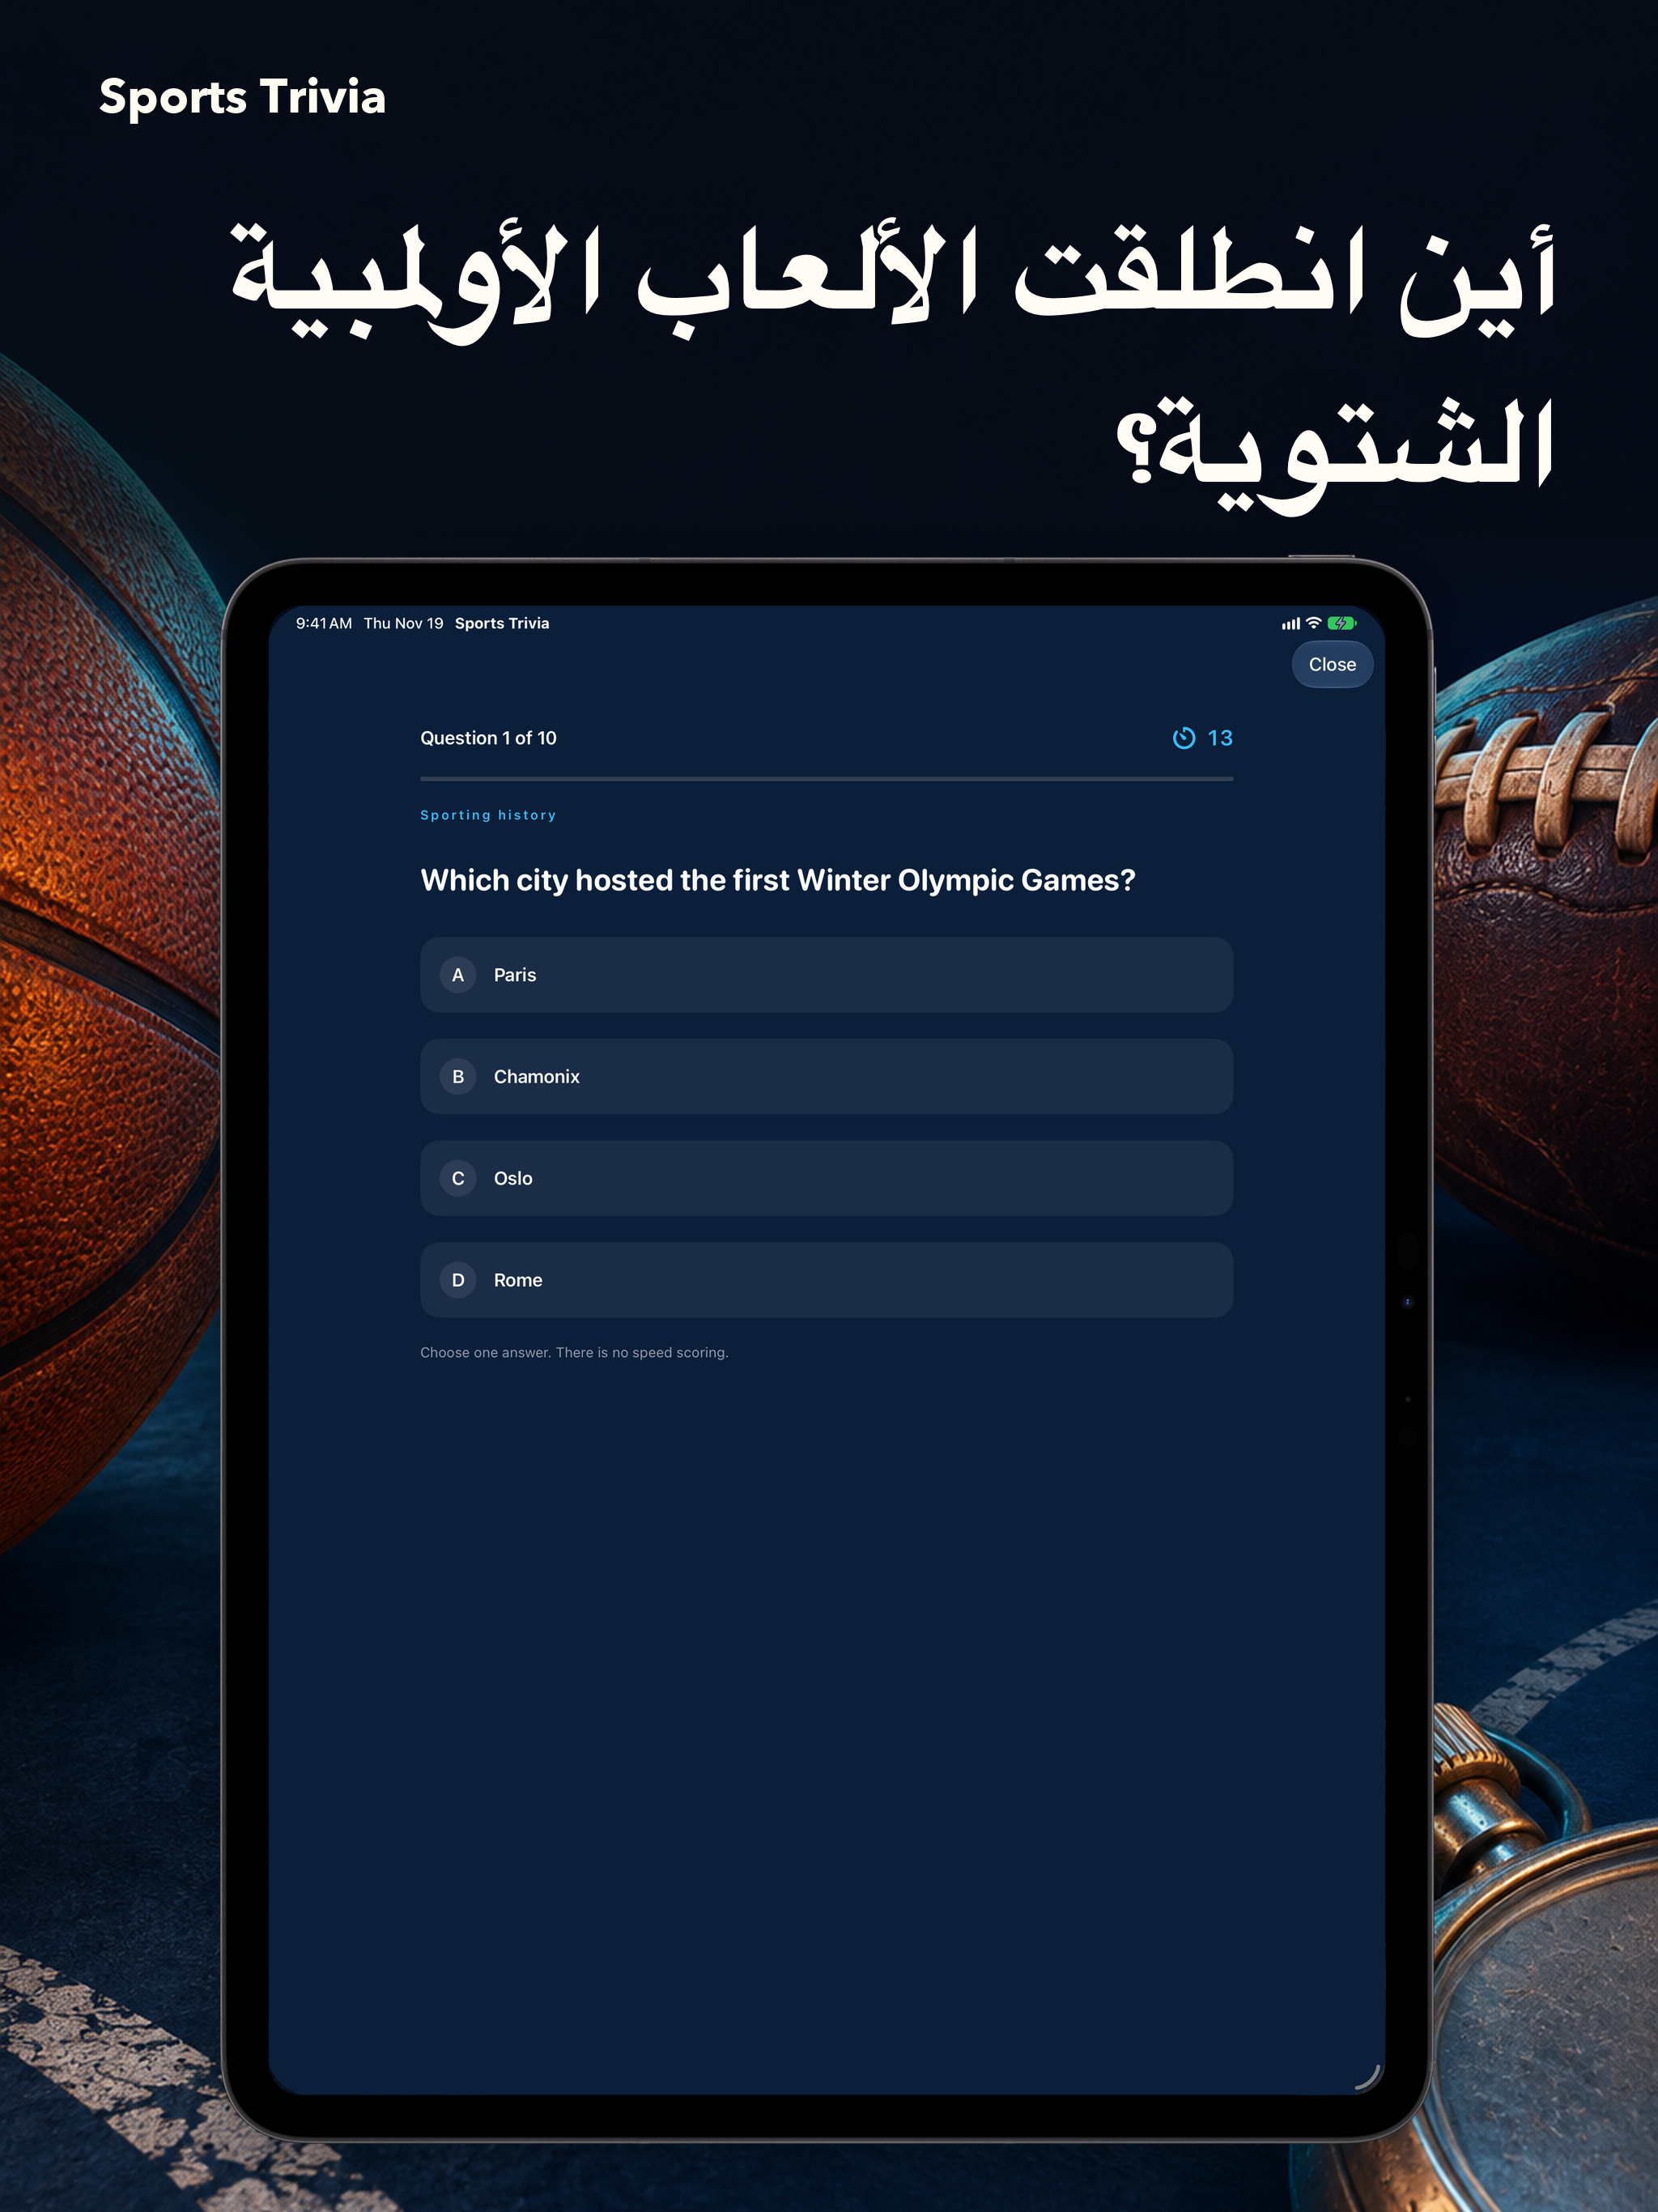 Sports Trivia
أين انطلقت الألعاب الأولمبية
الشتوية؟
9:41 AM Thu Nov 19 Sports Trivia
Close
Question 1 of 10
13
Sporting history
Which city hosted the first Winter Olympic Games?
A Paris
B Chamonix
C Oslo
D Rome
Choose one answer. There is no speed scoring.